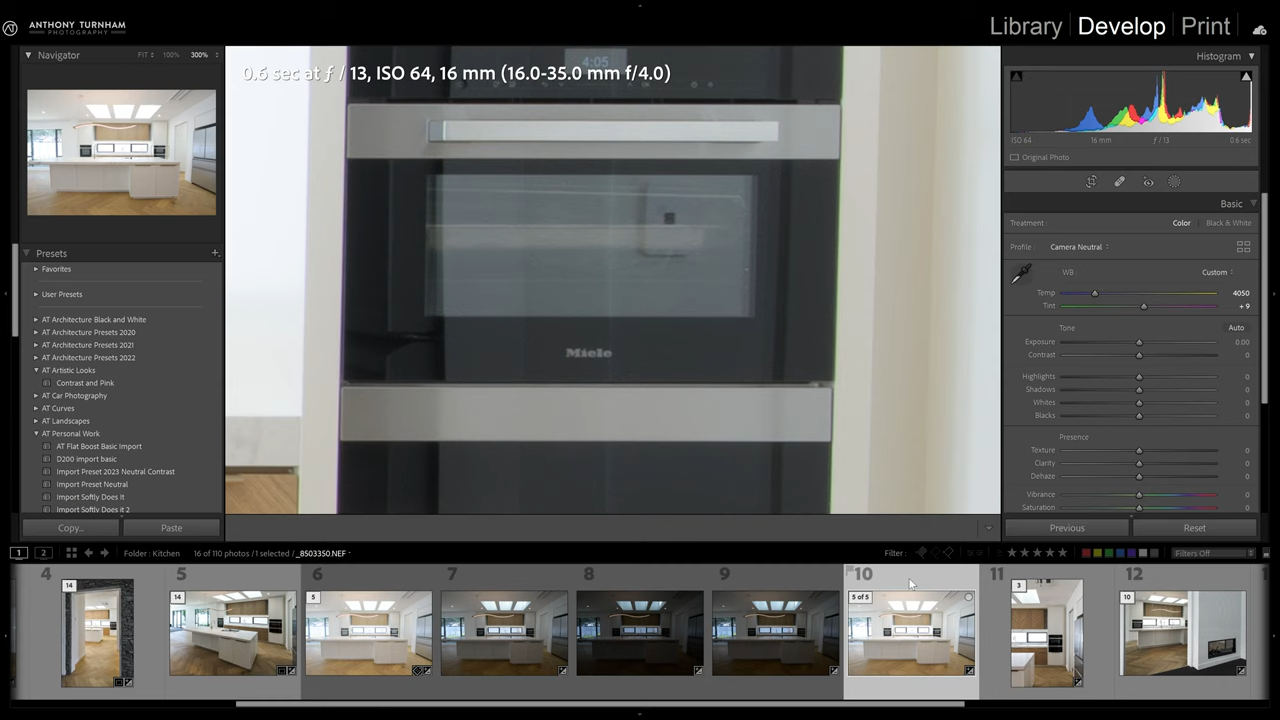 AT ANTHONY TURNHAM
PHOTOGRAPHY
Library | Develop | Print
Navigator FIT 100% 300%
0.6 sec at ƒ / 13, ISO 64, 16 mm (16.0-35.0 mm f/4.0)
4:05
Miele
Histogram
ISO 64 16 mm ƒ / 13 0.6 sec
Original Photo
Basic
Treatment : Color Black & White
Profile : Camera Neutral
WB Custom
Temp 4050
Tint + 9
Tone Auto
Exposure 0.00
Contrast 0
Highlights 0
Shadows 0
Whites 0
Blacks 0
Presence
Texture 0
Clarity 0
Dehaze 0
Vibrance 0
Saturation 0
Previous Reset
Presets +
Favorites
User Presets
AT Architecture Black and White
AT Architecture Presets 2020
AT Architecture Presets 2021
AT Architecture Presets 2022
AT Artistic Looks
Contrast and Pink
AT Car Photography
AT Curves
AT Landscapes
AT Personal Work
AT Flat Boost Basic Import
D200 import basic
Import Preset 2023 Neutral Contrast
Import Preset Neutral
Import Softly Does It
Import Softly Does it 2
Copy... Paste
1 2 Folder : Kitchen 16 of 110 photos / 1 selected / _8503350.NEF Filter : Filters Off
4 5 6 7 8 9 10 11 12
14 14 5 5 of 5 3 10